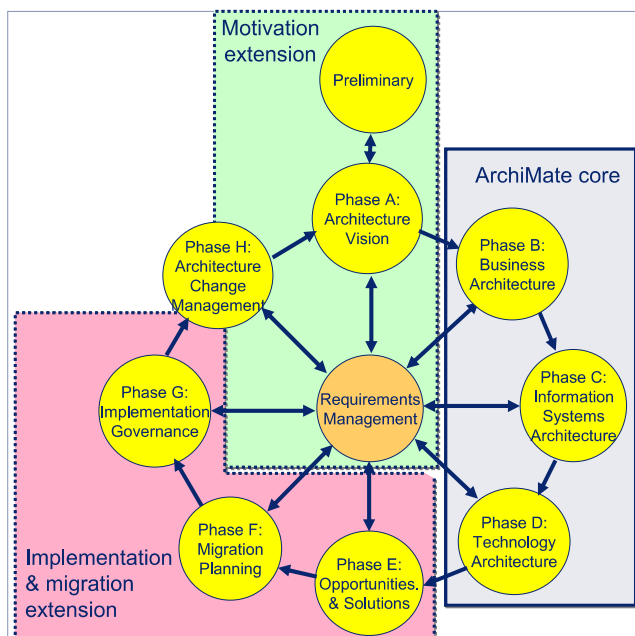 Motivation
extension
Preliminary
ArchiMate core
Phase A:
Architecture
Vision
Phase H:
Architecture
Change
Management
Phase B:
Business
Architecture
Phase G:
Implementation
Governance
Requirements
Management
Phase C:
Information
Systems
Architecture
Phase F:
Migration
Planning
Phase D:
Technology
Architecture
Implementation
& migration
extension
Phase E:
Opportunities.
& Solutions